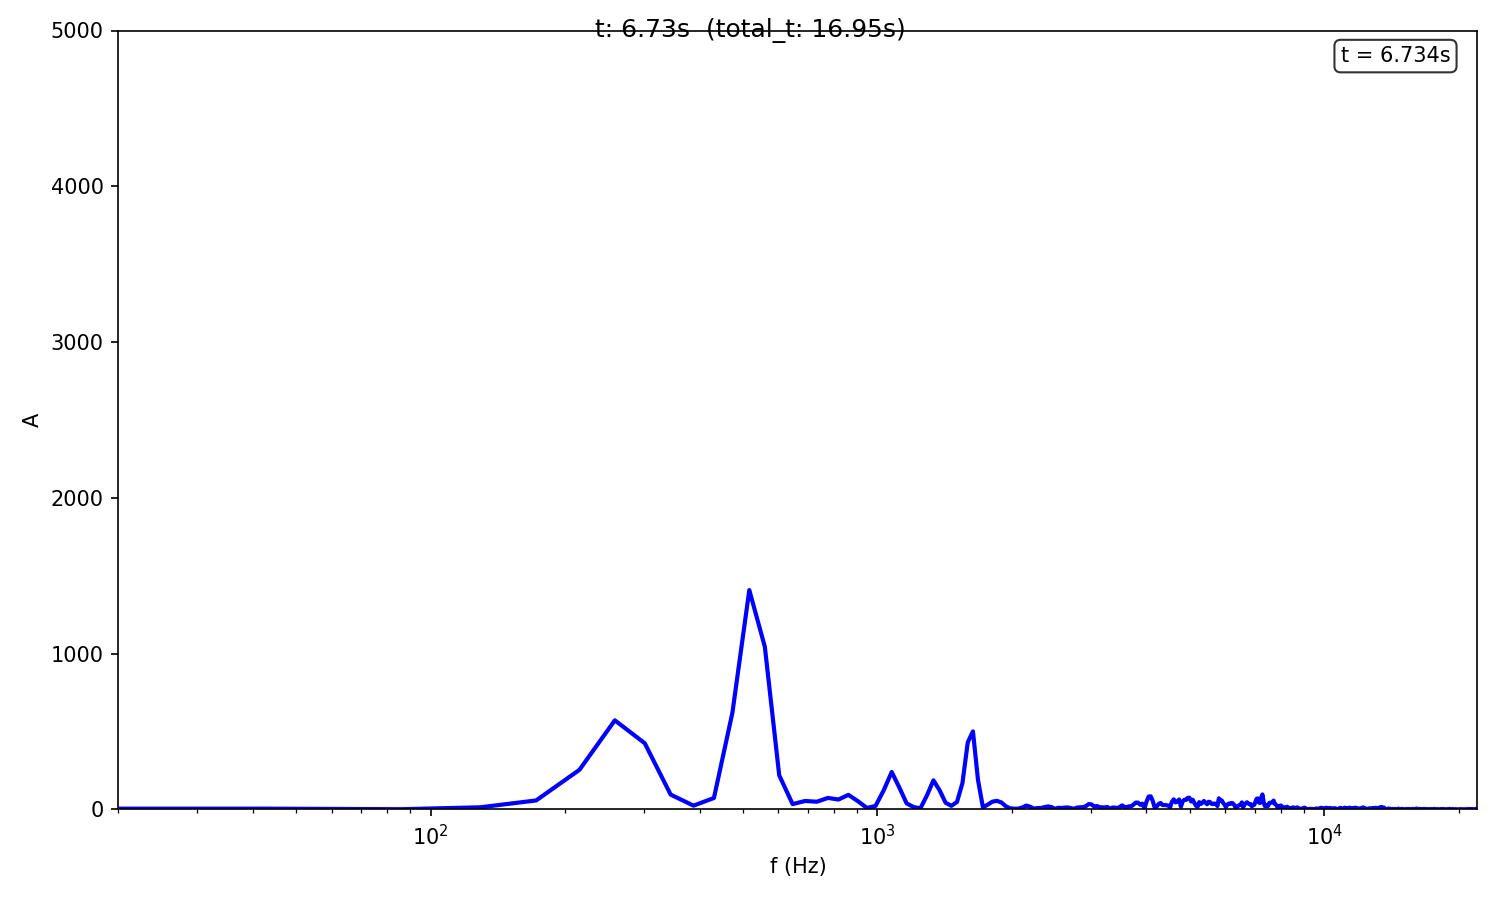 t: 6.73s (total_t: 16.95s)
t = 6.734s
5000
4000
3000
2000
1000
0
A
10²
10³
10⁴
f (Hz)